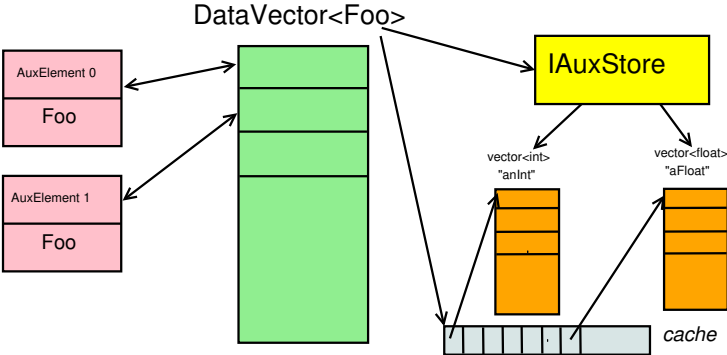 DataVector<Foo>
AuxElement 0
Foo
AuxElement 1
Foo
IAuxStore
vector<int>
"anInt"
vector<float>
"aFloat"
cache